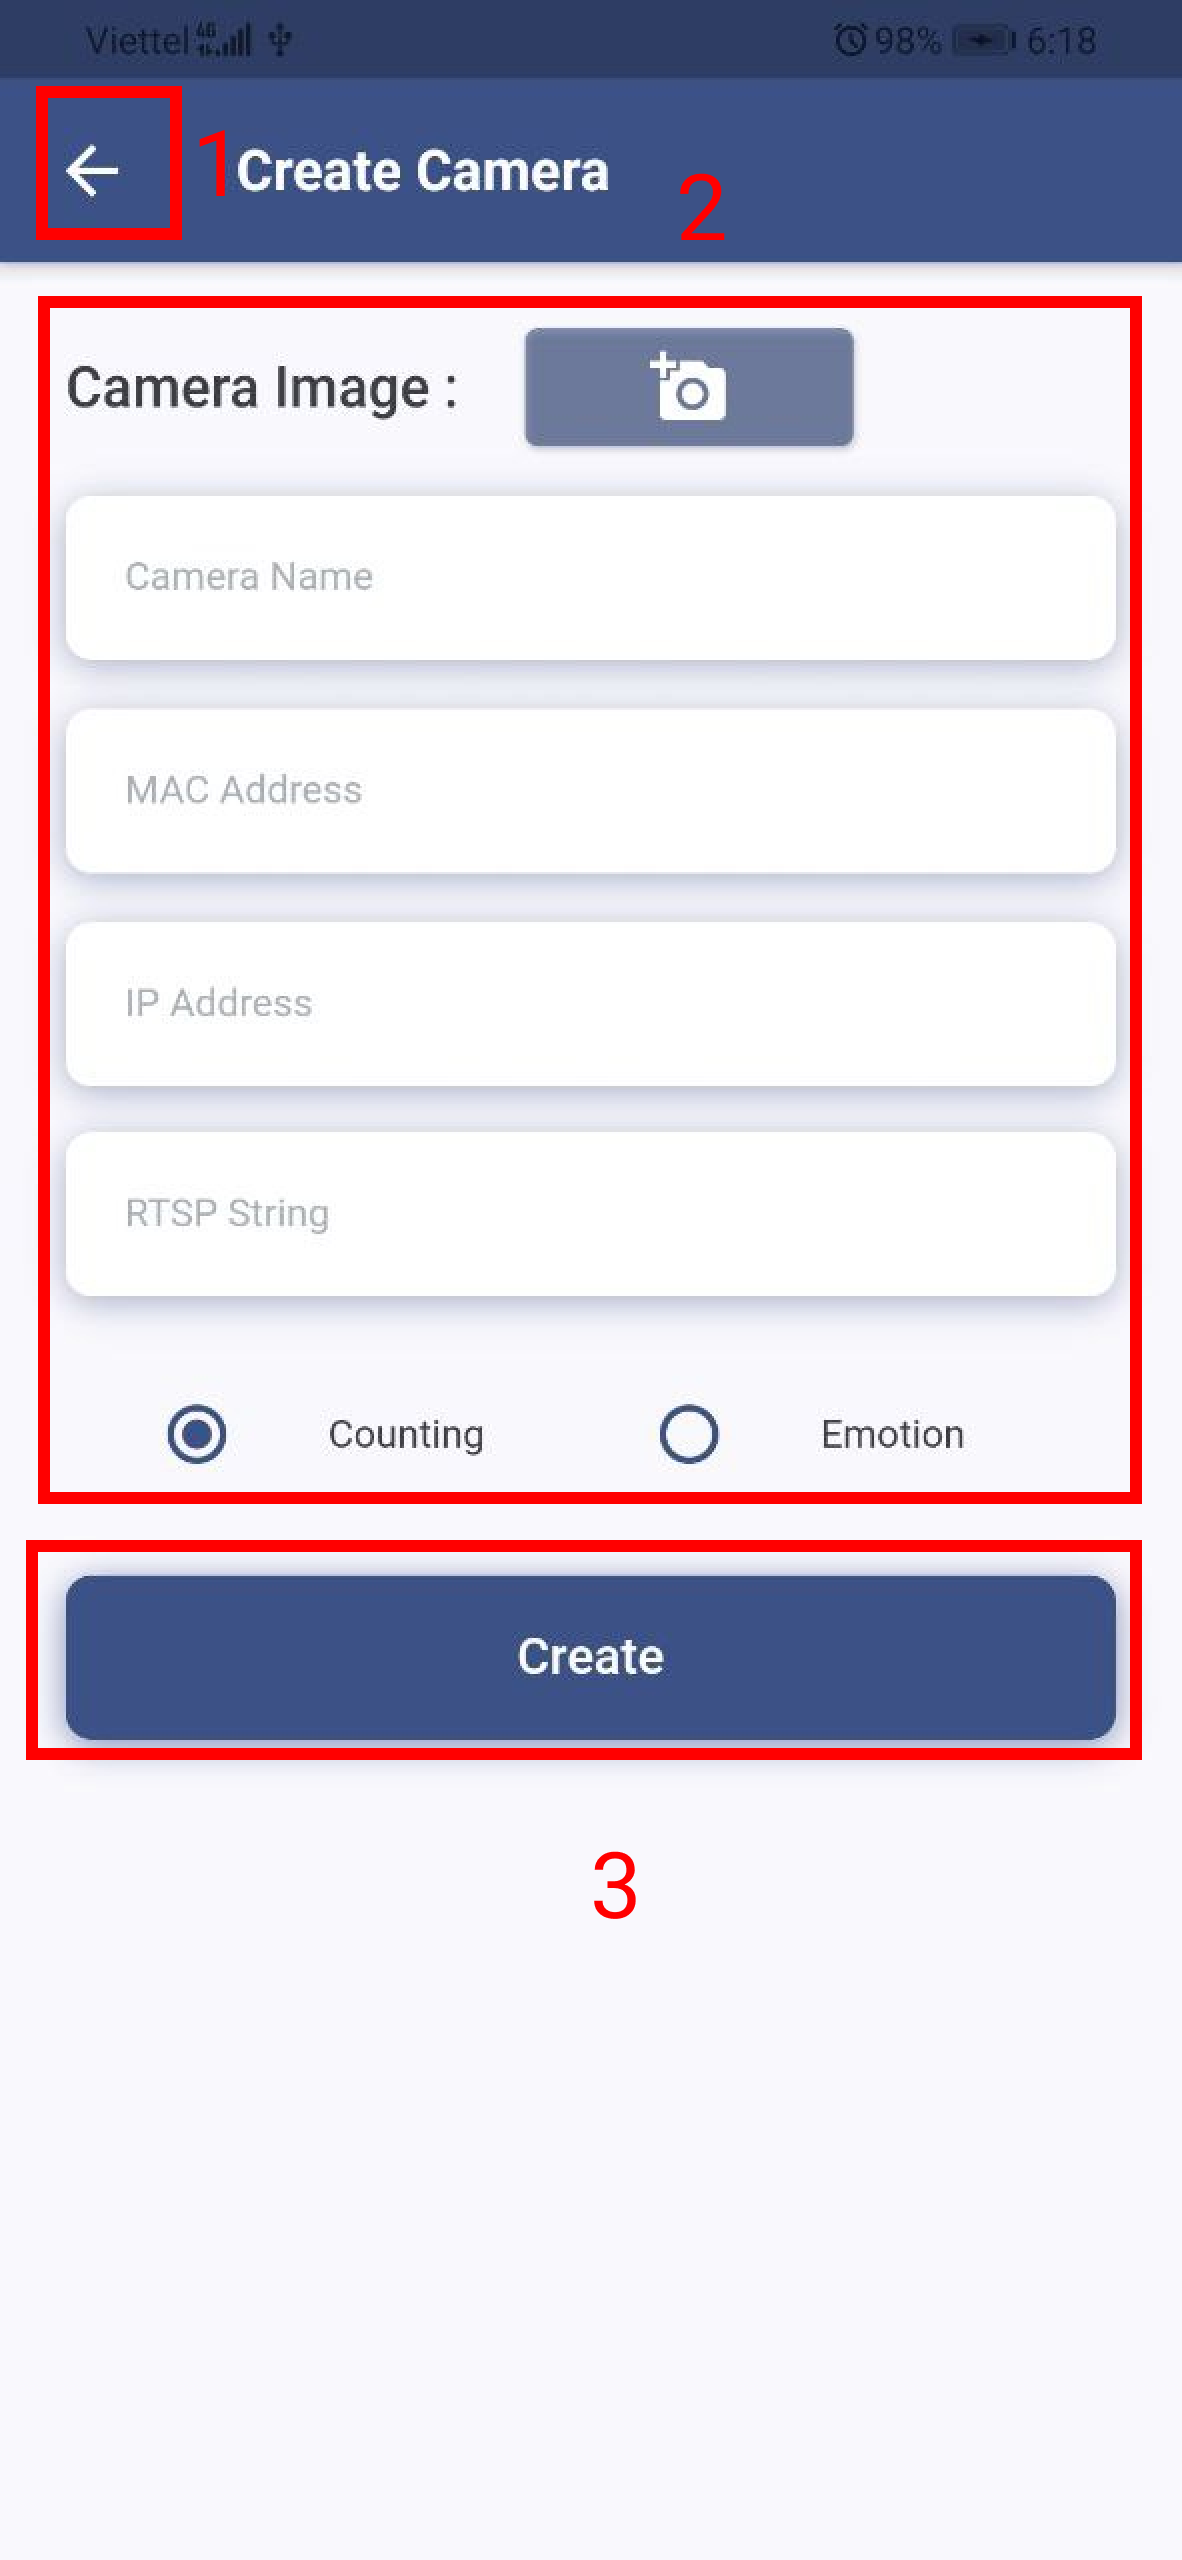 Viettel 4G 98% 6:18
1 Create Camera
2
Camera Image :
Camera Name
MAC Address
IP Address
RTSP String
Counting Emotion
Create
3